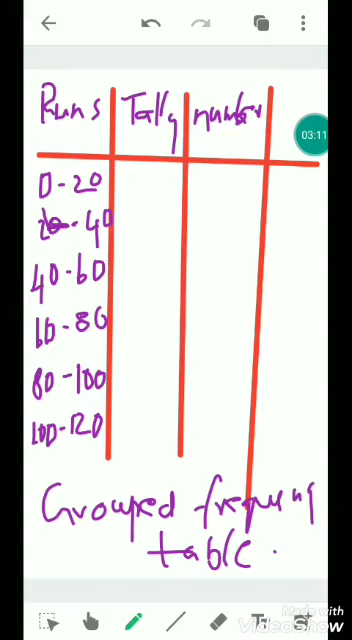 Runs Tally number
03:11
0-20
20-40
40-60
60-80
80-100
100-120
Grouped frequency
table.
Made with
VideoShow